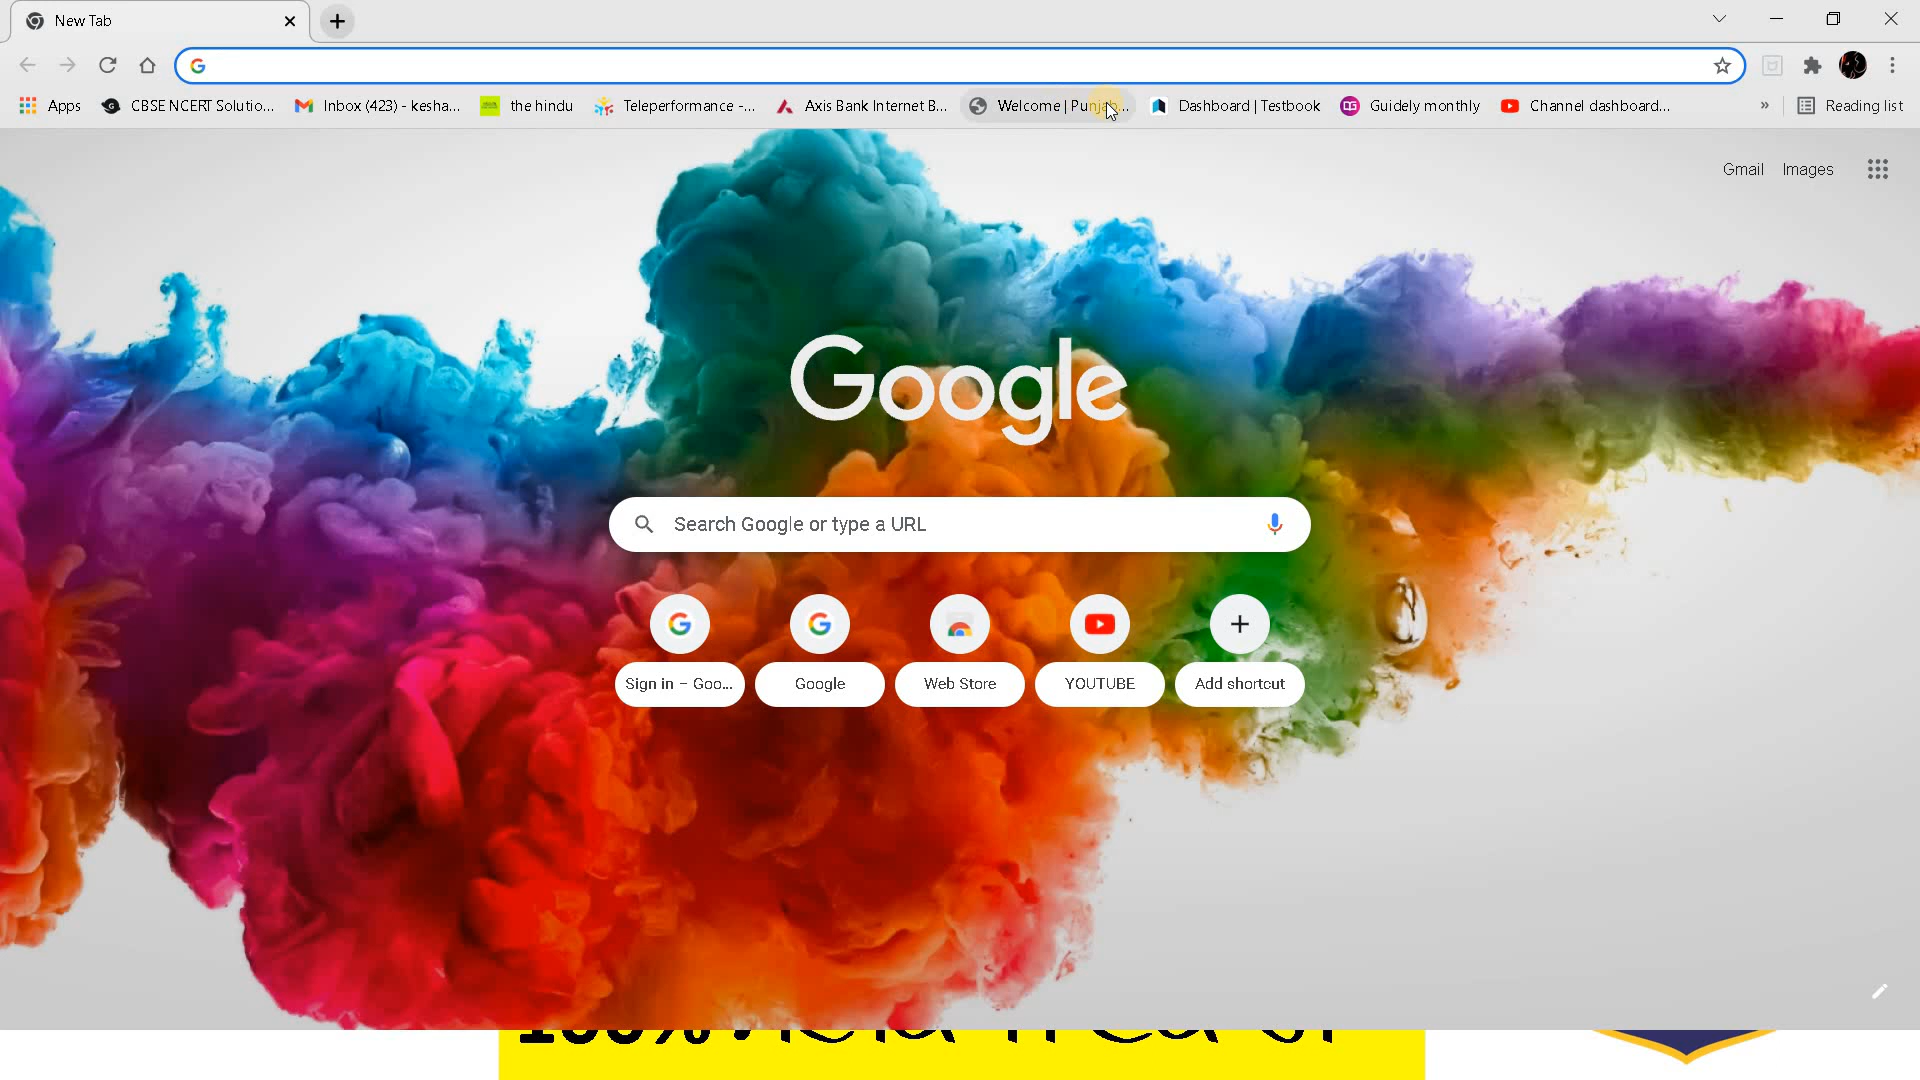 New Tab
Apps
CBSE NCERT Solutio...
Inbox (423) - kesha...
the hindu
Teleperformance -...
Axis Bank Internet B...
Welcome | Punjab...
Dashboard | Testbook
Guidely monthly
Channel dashboard...
»
Reading list
Gmail
Images
Google
Search Google or type a URL
Sign in – Goo...
Google
Web Store
YOUTUBE
Add shortcut
100%